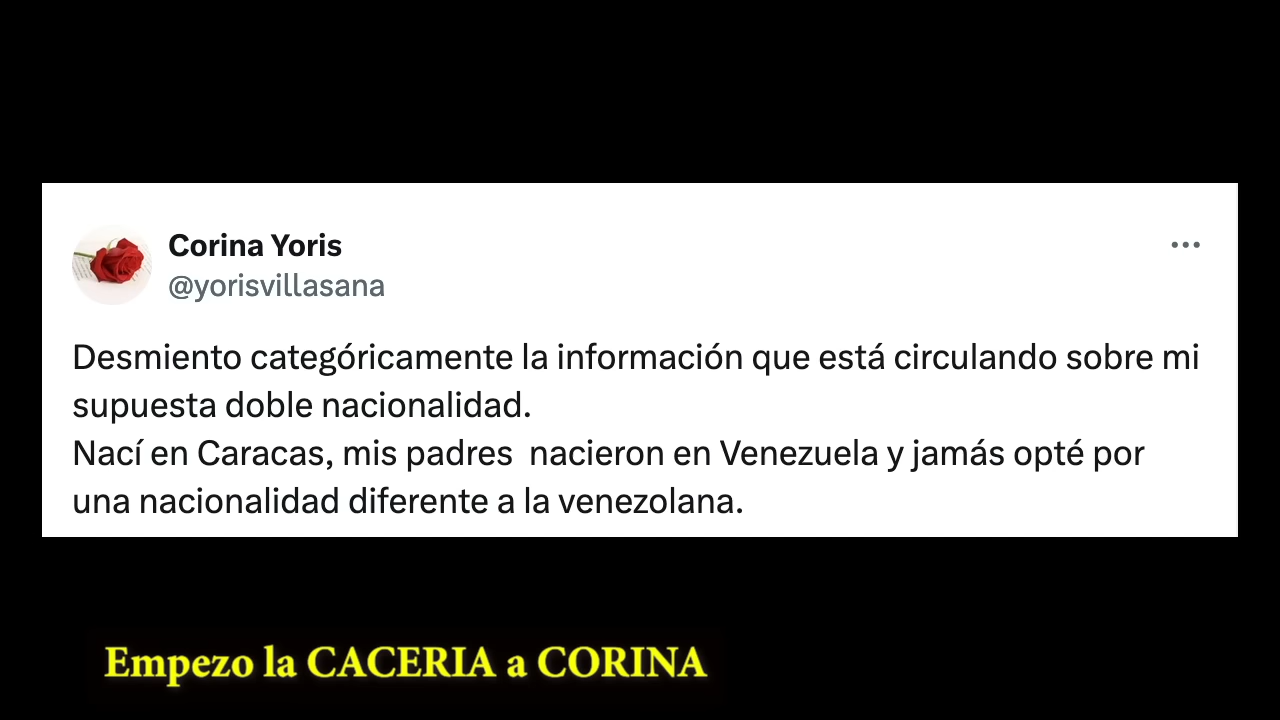 Corina Yoris
@yorisvillasana
Desmiento categóricamente la información que está circulando sobre mi
supuesta doble nacionalidad.
Nací en Caracas, mis padres  nacieron en Venezuela y jamás opté por
una nacionalidad diferente a la venezolana.
Empezo la CACERIA a CORINA